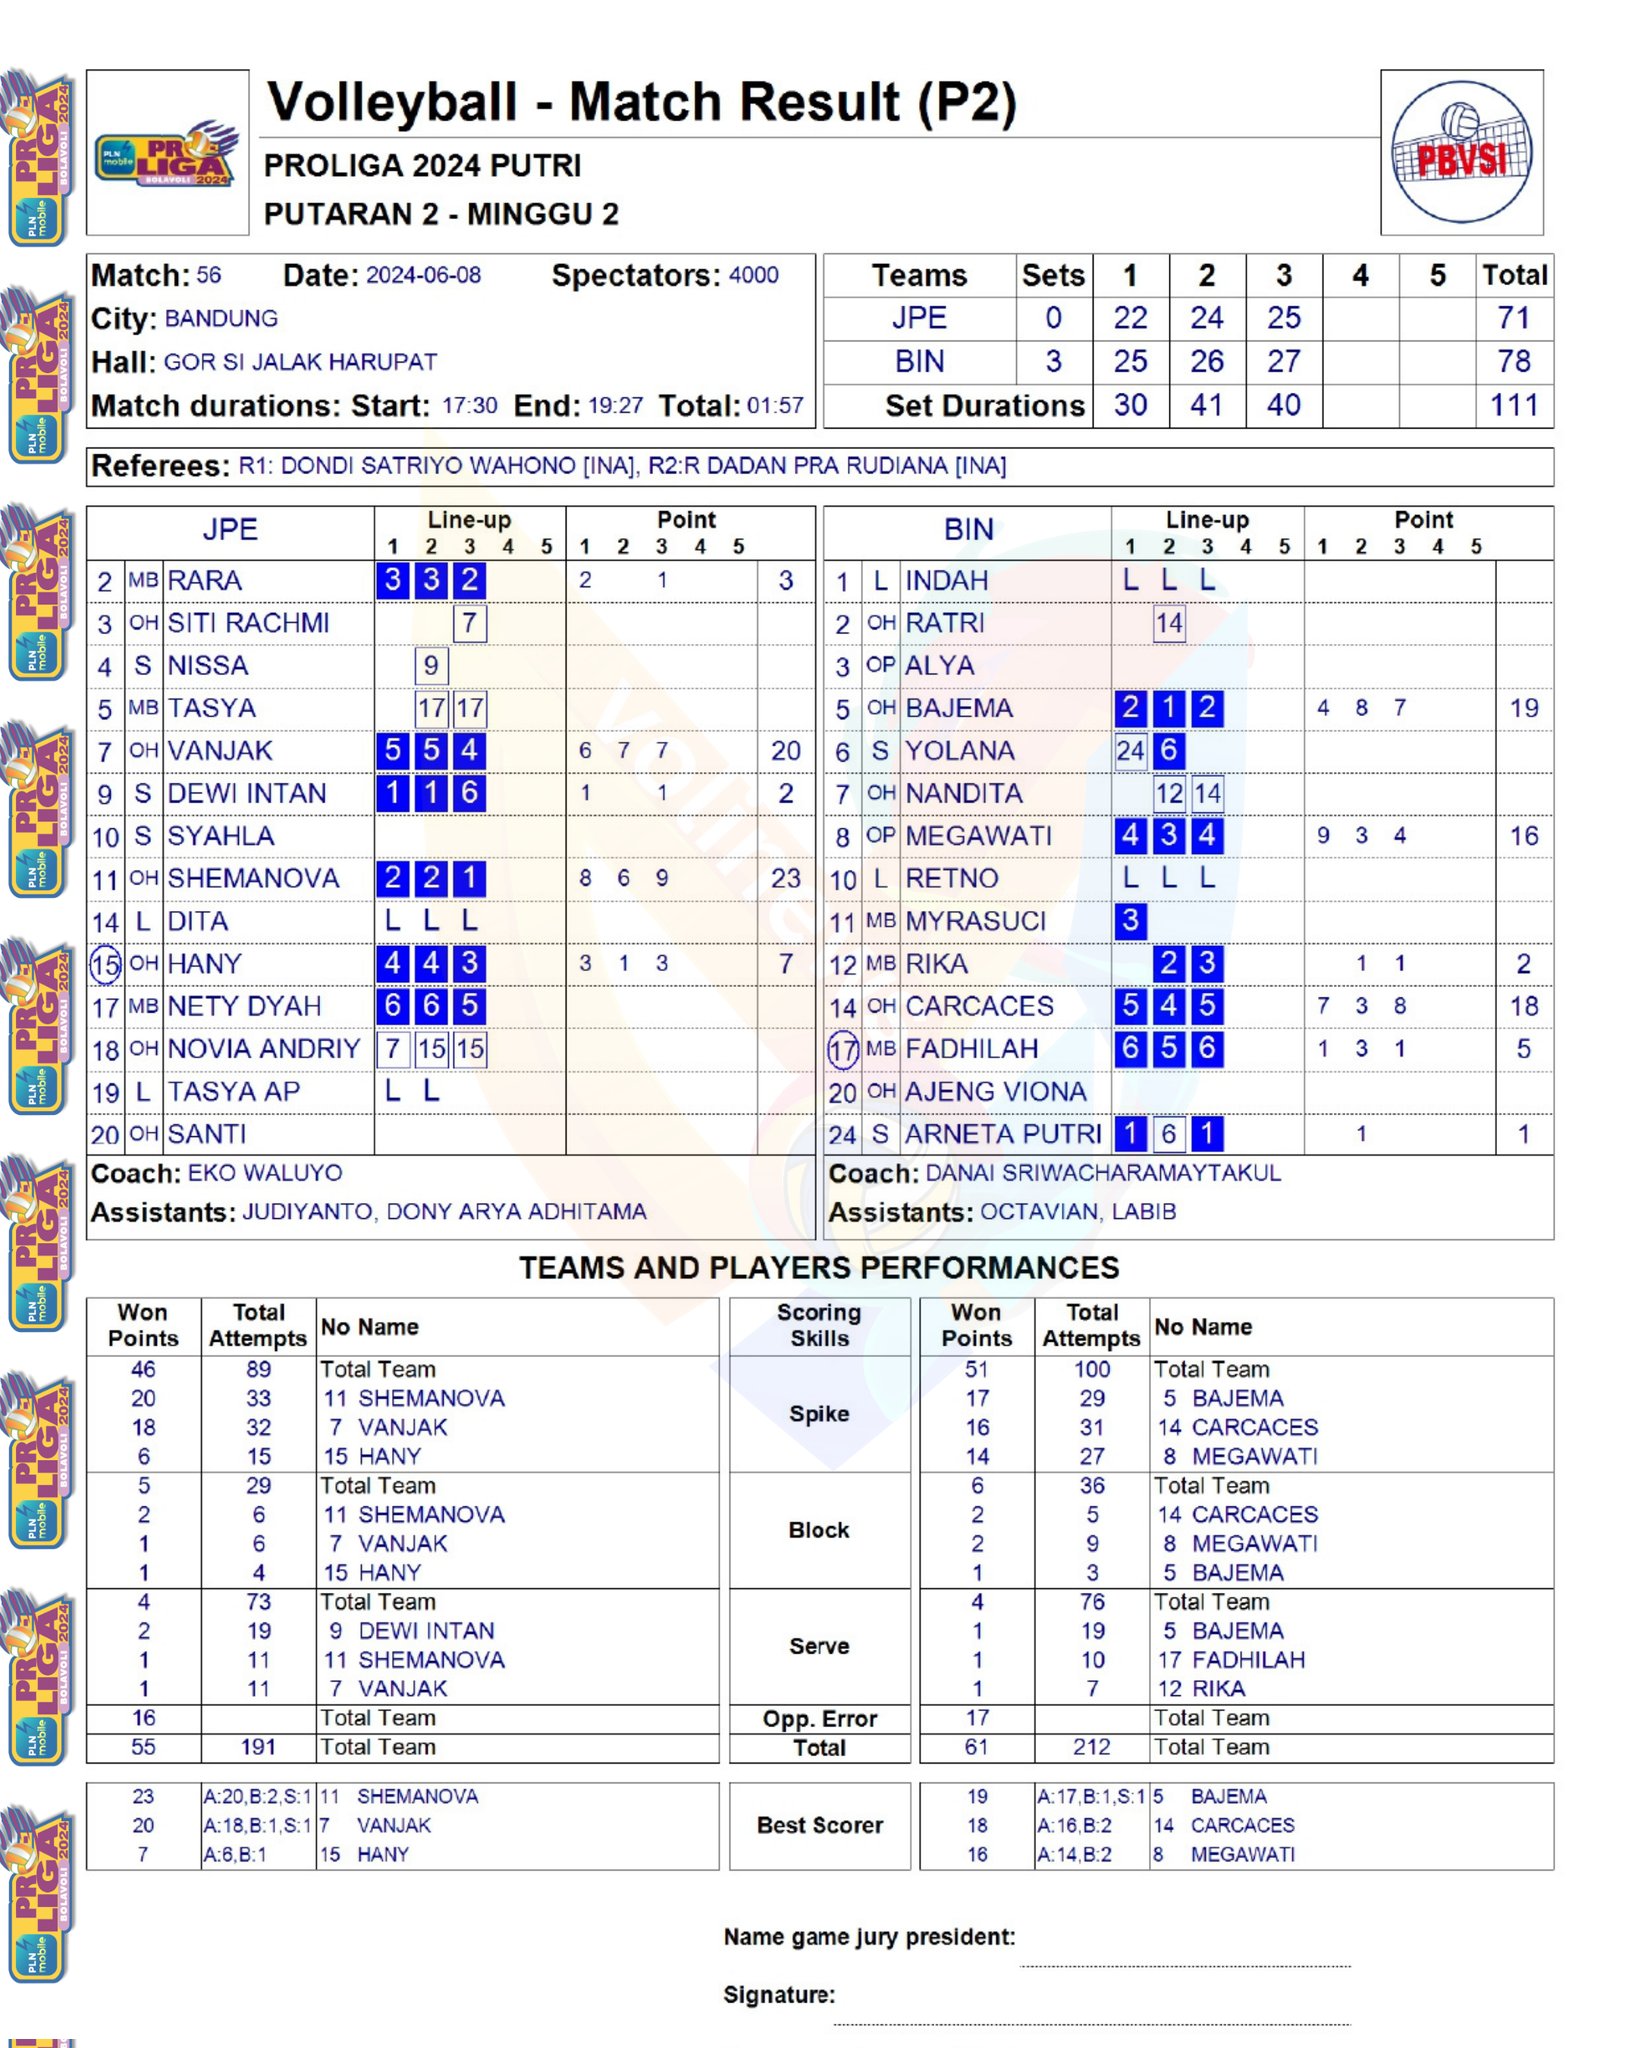 Volleyball - Match Result (P2)
PLN mobile PROLIGA BOLAVOLI 2024
PBVSI
PROLIGA 2024 PUTRI
PUTARAN 2 - MINGGU 2
Match: 56 Date: 2024-06-08 Spectators: 4000
City: BANDUNG
Hall: GOR SI JALAK HARUPAT
Match durations: Start: 17:30 End: 19:27 Total: 01:57
Teams Sets 1 2 3 4 5 Total
JPE 0 22 24 25 71
BIN 3 25 26 27 78
Set Durations 30 41 40 111
Referees: R1: DONDI SATRIYO WAHONO [INA], R2:R DADAN PRA RUDIANA [INA]
JPE Line-up Point
1 2 3 4 5 1 2 3 4 5
2 MB RARA 3 3 2 2 1 3
3 OH SITI RACHMI 7
4 S NISSA 9
5 MB TASYA 17 17
7 OH VANJAK 5 5 4 6 7 7 20
9 S DEWI INTAN 1 1 6 1 1 2
10 S SYAHLA
11 OH SHEMANOVA 2 2 1 8 6 9 23
14 L DITA L L L
15 OH HANY 4 4 3 3 1 3 7
17 MB NETY DYAH 6 6 5
18 OH NOVIA ANDRIY 7 15 15
19 L TASYA AP L L
20 OH SANTI
Coach: EKO WALUYO
Assistants: JUDIYANTO, DONY ARYA ADHITAMA
BIN Line-up Point
1 2 3 4 5 1 2 3 4 5
1 L INDAH L L L
2 OH RATRI 14
3 OP ALYA
5 OH BAJEMA 2 1 2 4 8 7 19
6 S YOLANA 24 6
7 OH NANDITA 12 14
8 OP MEGAWATI 4 3 4 9 3 4 16
10 L RETNO L L L
11 MB MYRASUCI 3
12 MB RIKA 2 3 1 1 2
14 OH CARCACES 5 4 5 7 3 8 18
17 MB FADHILAH 6 5 6 1 3 1 5
20 OH AJENG VIONA
24 S ARNETA PUTRI 1 6 1 1 1
Coach: DANAI SRIWACHARAMAYTAKUL
Assistants: OCTAVIAN, LABIB
TEAMS AND PLAYERS PERFORMANCES
Won Points Total Attempts No Name Scoring Skills Won Points Total Attempts No Name
46 89 Total Team Spike 51 100 Total Team
20 33 11 SHEMANOVA 17 29 5 BAJEMA
18 32 7 VANJAK 16 31 14 CARCACES
6 15 15 HANY 14 27 8 MEGAWATI
5 29 Total Team Block 6 36 Total Team
2 6 11 SHEMANOVA 2 5 14 CARCACES
1 6 7 VANJAK 2 9 8 MEGAWATI
1 4 15 HANY 1 3 5 BAJEMA
4 73 Total Team Serve 4 76 Total Team
2 19 9 DEWI INTAN 1 19 5 BAJEMA
1 11 11 SHEMANOVA 1 10 17 FADHILAH
1 11 7 VANJAK 1 7 12 RIKA
16 Total Team Opp. Error 17 Total Team
55 191 Total Team Total 61 212 Total Team
23 A:20,B:2,S:1 11 SHEMANOVA Best Scorer 19 A:17,B:1,S:1 5 BAJEMA
20 A:18,B:1,S:1 7 VANJAK 18 A:16,B:2 14 CARCACES
7 A:6,B:1 15 HANY 16 A:14,B:2 8 MEGAWATI
Name game jury president:
Signature: